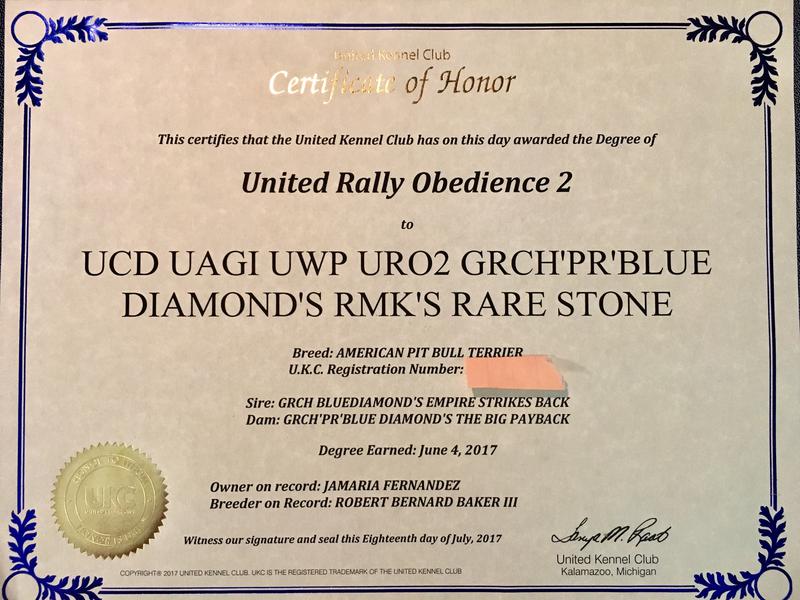 United Kennel Club
Certificate of Honor
This certifies that the United Kennel Club has on this day awarded the Degree of
United Rally Obedience 2
to
UCD UAGI UWP URO2 GRCH'PR'BLUE
DIAMOND'S RMK'S RARE STONE
Breed: AMERICAN PIT BULL TERRIER
U.K.C. Registration Number:
Sire: GRCH BLUEDIAMOND'S EMPIRE STRIKES BACK
Dam: GRCH'PR'BLUE DIAMOND'S THE BIG PAYBACK
Degree Earned: June 4, 2017
Owner on record: JAMARIA FERNANDEZ
Breeder on Record: ROBERT BERNARD BAKER III
UKC
Witness our signature and seal this Eighteenth day of July, 2017
United Kennel Club
Kalamazoo, Michigan
COPYRIGHT® 2017 UNITED KENNEL CLUB. UKC IS THE REGISTERED TRADEMARK OF THE UNITED KENNEL CLUB